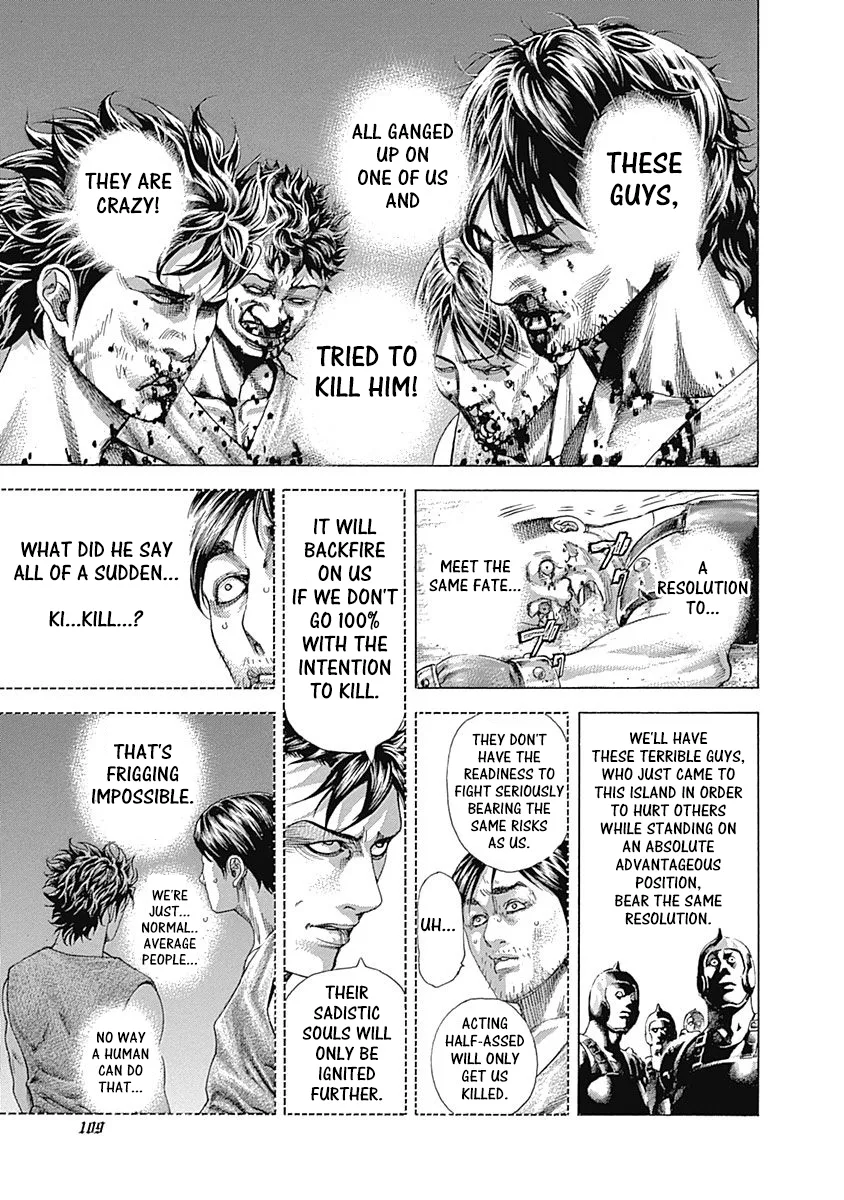 THESE
GUYS,
ALL GANGED
UP ON
ONE OF US
AND
TRIED TO
KILL HIM!
THEY ARE
CRAZY!
A
RESOLUTION
TO...
MEET THE
SAME FATE...
IT WILL
BACKFIRE
ON US
IF WE DON'T
GO 100%
WITH THE
INTENTION
TO KILL.
WHAT DID HE SAY
ALL OF A SUDDEN...
KI...KILL...?
WE'LL HAVE
THESE TERRIBLE GUYS,
WHO JUST CAME TO
THIS ISLAND IN ORDER
TO HURT OTHERS
WHILE STANDING ON
AN ABSOLUTE
ADVANTAGEOUS
POSITION,
BEAR THE SAME
RESOLUTION.
THEY DON'T
HAVE THE
READINESS TO
FIGHT SERIOUSLY
BEARING THE
SAME RISKS
AS US.
UH...
ACTING
HALF-ASSED
WILL ONLY
GET US
KILLED.
THEIR
SADISTIC
SOULS WILL
ONLY BE
IGNITED
FURTHER.
THAT'S
FRIGGING
IMPOSSIBLE.
WE'RE
JUST...
NORMAL..
AVERAGE
PEOPLE...
NO WAY
A HUMAN
CAN DO
THAT...
109